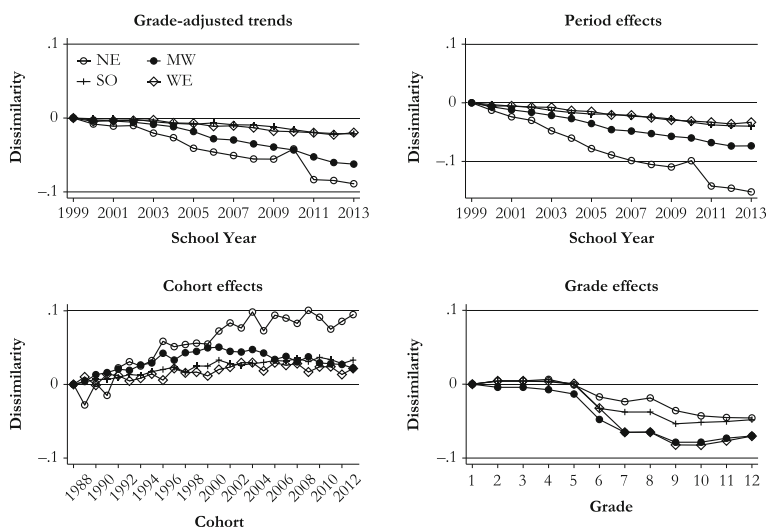 Grade-adjusted trends
.1
0
–.1
Dissimilarity
NE
MW
SO
WE
1999 2001 2003 2005 2007 2009 2011 2013
School Year
Period effects
.1
0
–.1
Dissimilarity
1999 2001 2003 2005 2007 2009 2011 2013
School Year
Cohort effects
.1
0
–.1
Dissimilarity
1988 1990 1992 1994 1996 1998 2000 2002 2004 2006 2008 2010 2012
Cohort
Grade effects
.1
0
–.1
Dissimilarity
1 2 3 4 5 6 7 8 9 10 11 12
Grade